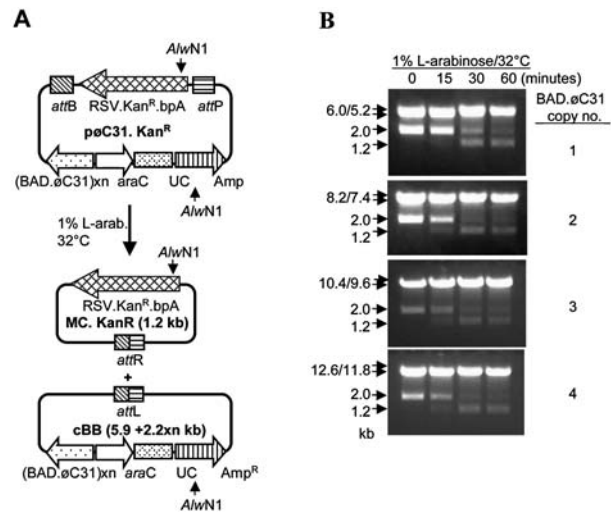 A
AlwN1
attB
RSV.KanR.bpA
attP
pøC31. KanR
(BAD.øC31)xn
araC
UC
Amp
AlwN1
1% L-arab.
32°C
AlwN1
RSV.KanR.bpA
MC. KanR (1.2 kb)
attR
+
attL
cBB (5.9 +2.2xn kb)
(BAD.øC31)xn
araC
UC
AmpR
AlwN1
B
1% L-arabinose/32°C
0 15 30 60 (minutes)
BAD.øC31
copy no.
6.0/5.2
2.0
1.2
1
8.2/7.4
2.0
1.2
2
10.4/9.6
2.0
1.2
3
12.6/11.8
2.0
1.2
4
kb